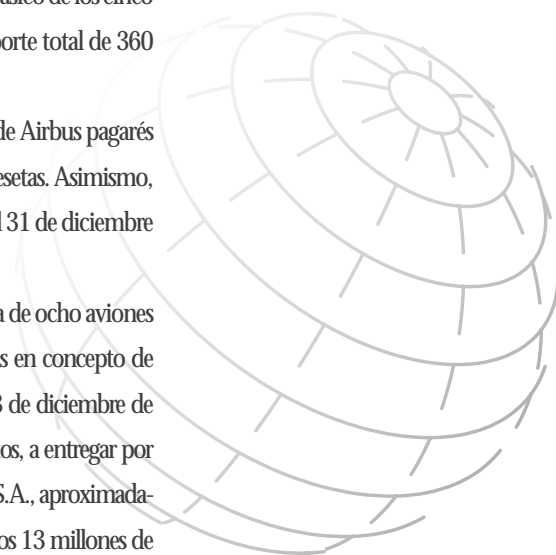 de los cinco
porte total de 360
de Airbus pagarés
esetas. Asimismo,
l 31 de diciembre
a de ocho aviones
s en concepto de
3 de diciembre de
os, a entregar por
S.A., aproximada-
os 13 millones de